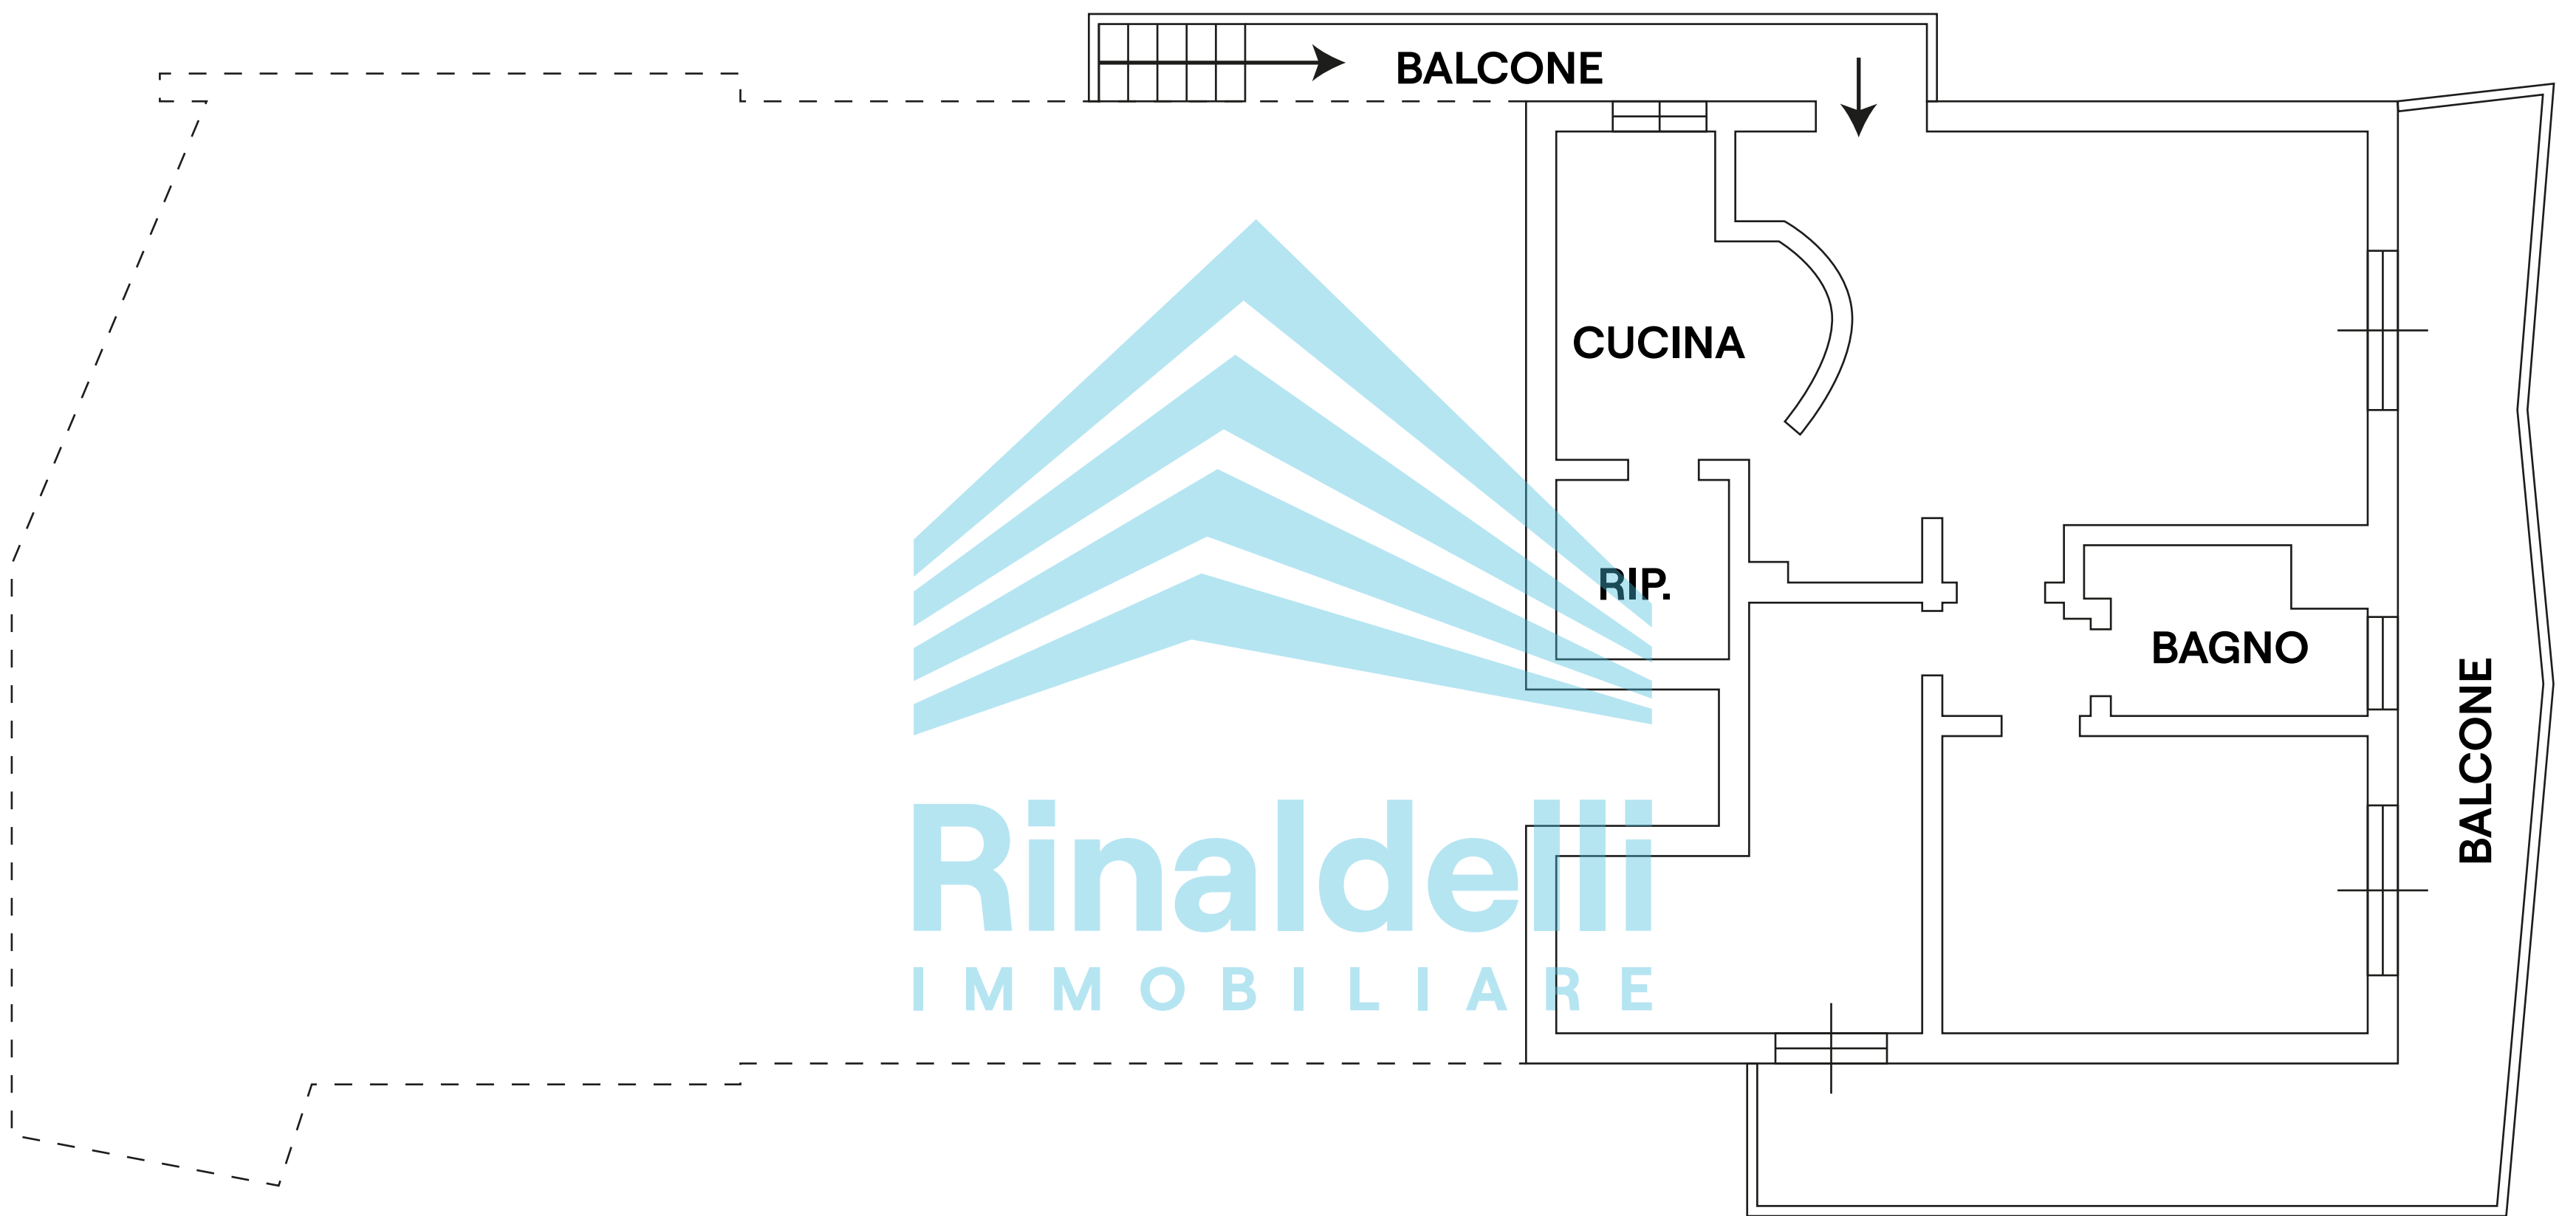 BALCONE
CUCINA
RIP.
BAGNO
BALCONE
Rinaldelli
IMMOBILIARE